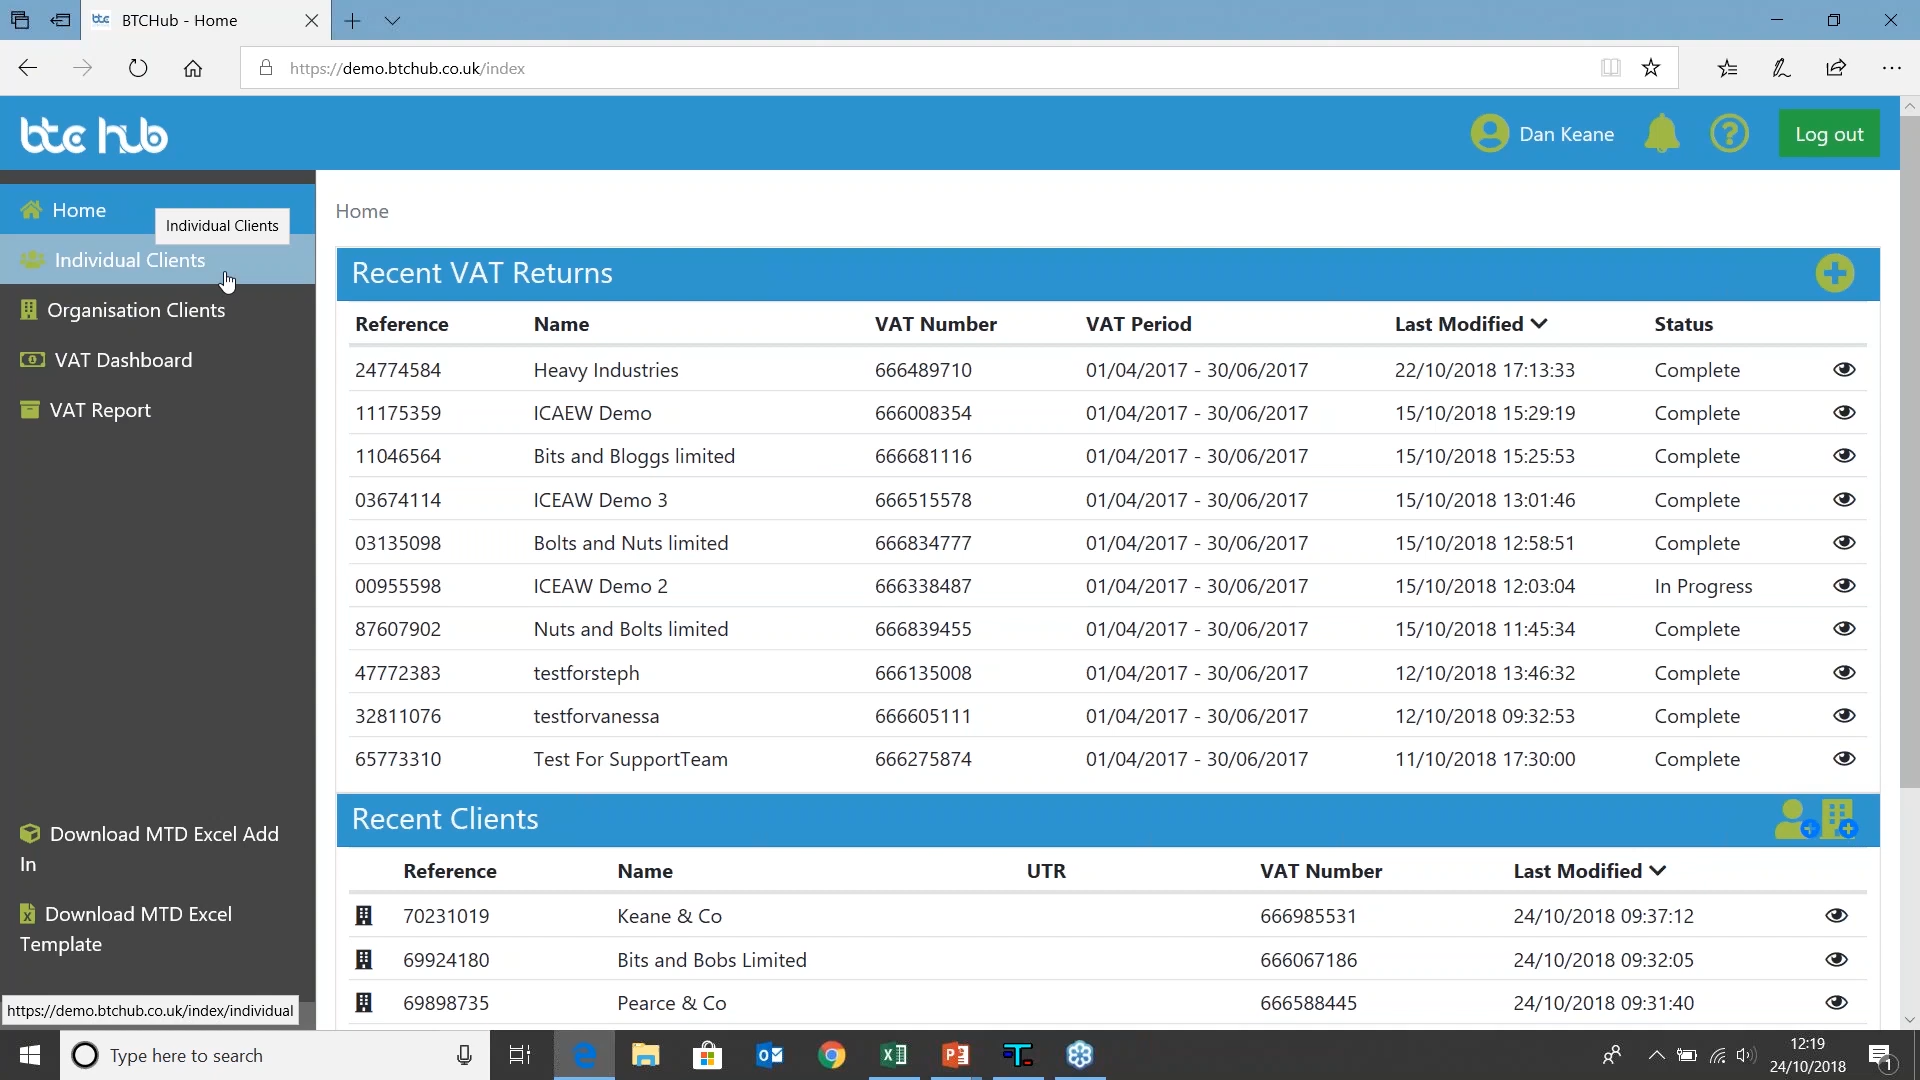 btc BTCHub - Home
https://demo.btchub.co.uk/index
btc hub
Dan Keane
Log out
Home
Individual Clients
Individual Clients
Organisation Clients
VAT Dashboard
VAT Report
Download MTD Excel Add
In
Download MTD Excel
Template
https://demo.btchub.co.uk/index/individual
Home
Recent VAT Returns
Reference Name VAT Number VAT Period Last Modified Status
24774584 Heavy Industries 666489710 01/04/2017 - 30/06/2017 22/10/2018 17:13:33 Complete
11175359 ICAEW Demo 666008354 01/04/2017 - 30/06/2017 15/10/2018 15:29:19 Complete
11046564 Bits and Bloggs limited 666681116 01/04/2017 - 30/06/2017 15/10/2018 15:25:53 Complete
03674114 ICEAW Demo 3 666515578 01/04/2017 - 30/06/2017 15/10/2018 13:01:46 Complete
03135098 Bolts and Nuts limited 666834777 01/04/2017 - 30/06/2017 15/10/2018 12:58:51 Complete
00955598 ICEAW Demo 2 666338487 01/04/2017 - 30/06/2017 15/10/2018 12:03:04 In Progress
87607902 Nuts and Bolts limited 666839455 01/04/2017 - 30/06/2017 15/10/2018 11:45:34 Complete
47772383 testforsteph 666135008 01/04/2017 - 30/06/2017 12/10/2018 13:46:32 Complete
32811076 testforvanessa 666605111 01/04/2017 - 30/06/2017 12/10/2018 09:32:53 Complete
65773310 Test For SupportTeam 666275874 01/04/2017 - 30/06/2017 11/10/2018 17:30:00 Complete
Recent Clients
Reference Name UTR VAT Number Last Modified
70231019 Keane & Co 666985531 24/10/2018 09:37:12
69924180 Bits and Bobs Limited 666067186 24/10/2018 09:32:05
69898735 Pearce & Co 666588445 24/10/2018 09:31:40
Type here to search
12:19
24/10/2018
1